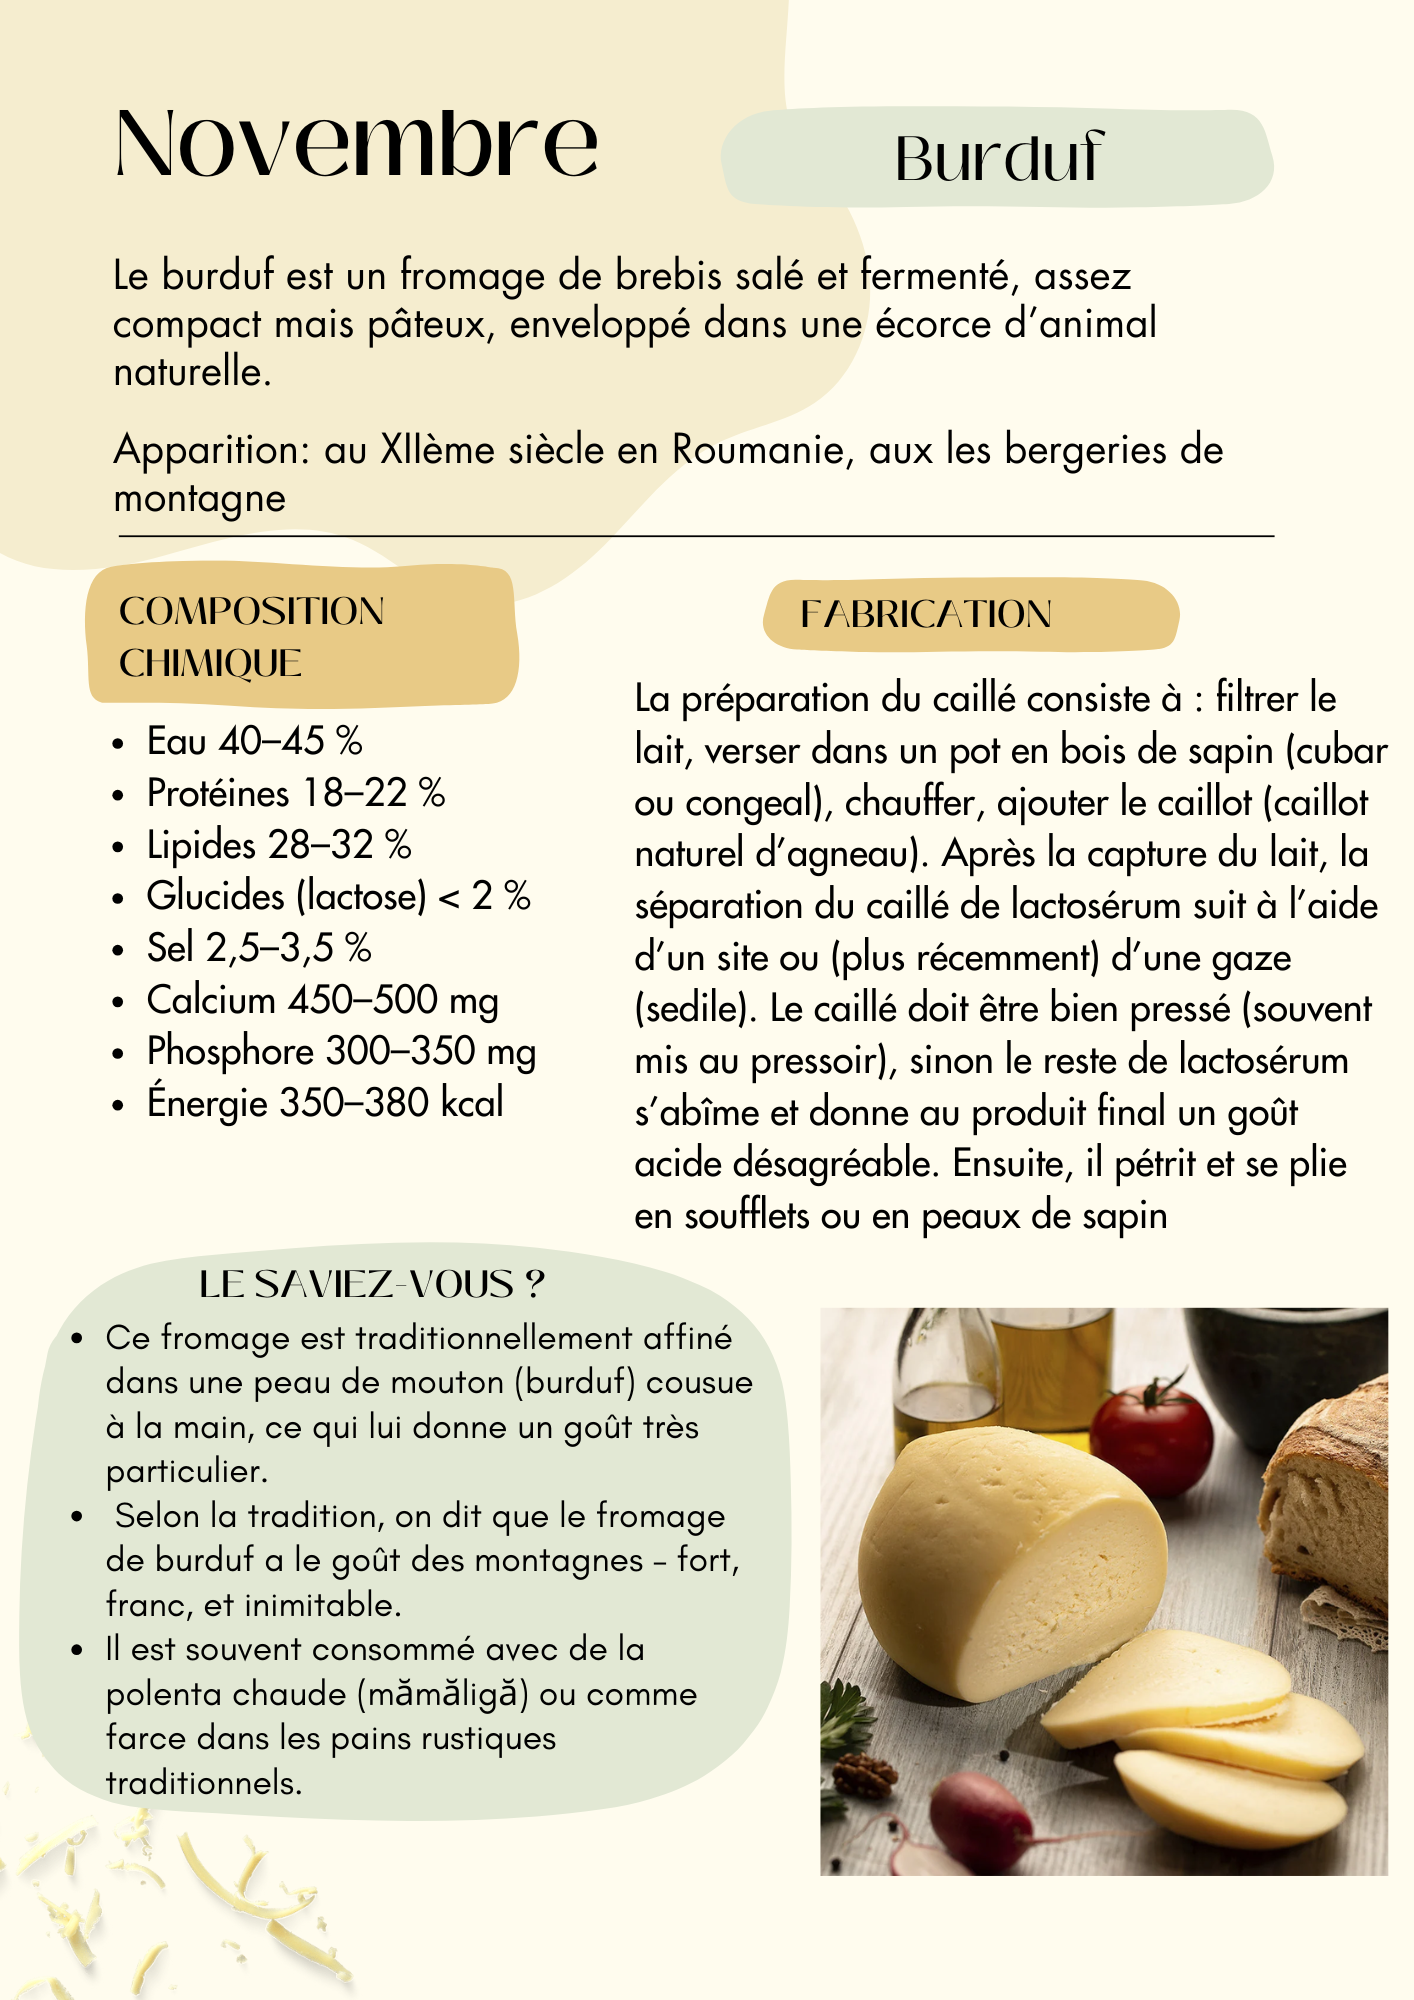 Novembre
Burduf
Le burduf est un fromage de brebis salé et fermenté, assez
compact mais pâteux, enveloppé dans une écorce d’animal
naturelle.
Apparition: au XIIème siècle en Roumanie, aux les bergeries de
montagne
COMPOSITION
CHIMIQUE
• Eau 40–45 %
• Protéines 18–22 %
• Lipides 28–32 %
• Glucides (lactose) < 2 %
• Sel 2,5–3,5 %
• Calcium 450–500 mg
• Phosphore 300–350 mg
• Énergie 350–380 kcal
FABRICATION
La préparation du caillé consiste à : filtrer le
lait, verser dans un pot en bois de sapin (cubar
ou congeal), chauffer, ajouter le caillot (caillot
naturel d’agneau). Après la capture du lait, la
séparation du caillé de lactosérum suit à l’aide
d’un site ou (plus récemment) d’une gaze
(sedile). Le caillé doit être bien pressé (souvent
mis au pressoir), sinon le reste de lactosérum
s’abîme et donne au produit final un goût
acide désagréable. Ensuite, il pétrit et se plie
en soufflets ou en peaux de sapin
LE SAVIEZ-VOUS ?
• Ce fromage est traditionnellement affiné
dans une peau de mouton (burduf) cousue
à la main, ce qui lui donne un goût très
particulier.
• Selon la tradition, on dit que le fromage
de burduf a le goût des montagnes – fort,
franc, et inimitable.
• Il est souvent consommé avec de la
polenta chaude (mămăligă) ou comme
farce dans les pains rustiques
traditionnels.